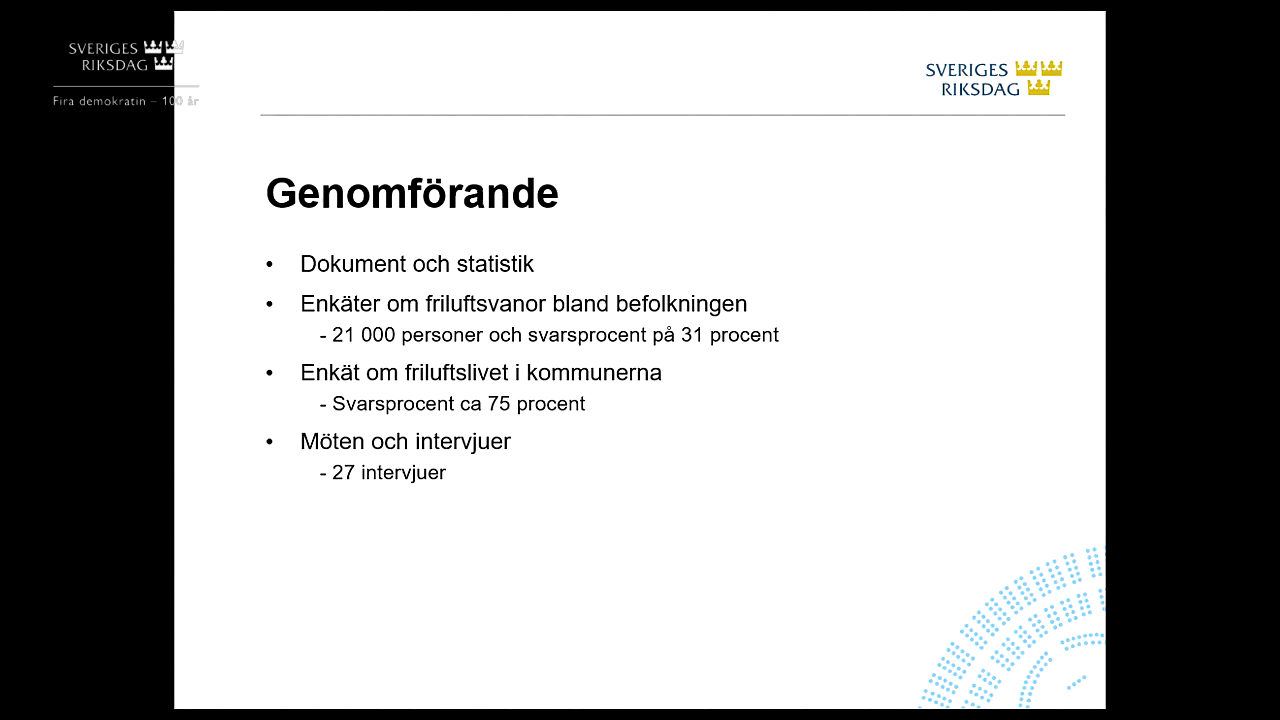 SVERIGES
RIKSDAG
Fira demokratin – 100 år
SVERIGES
RIKSDAG
Genomförande
• Dokument och statistik
• Enkäter om friluftsvanor bland befolkningen
- 21 000 personer och svarsprocent på 31 procent
• Enkät om friluftslivet i kommunerna
- Svarsprocent ca 75 procent
• Möten och intervjuer
- 27 intervjuer